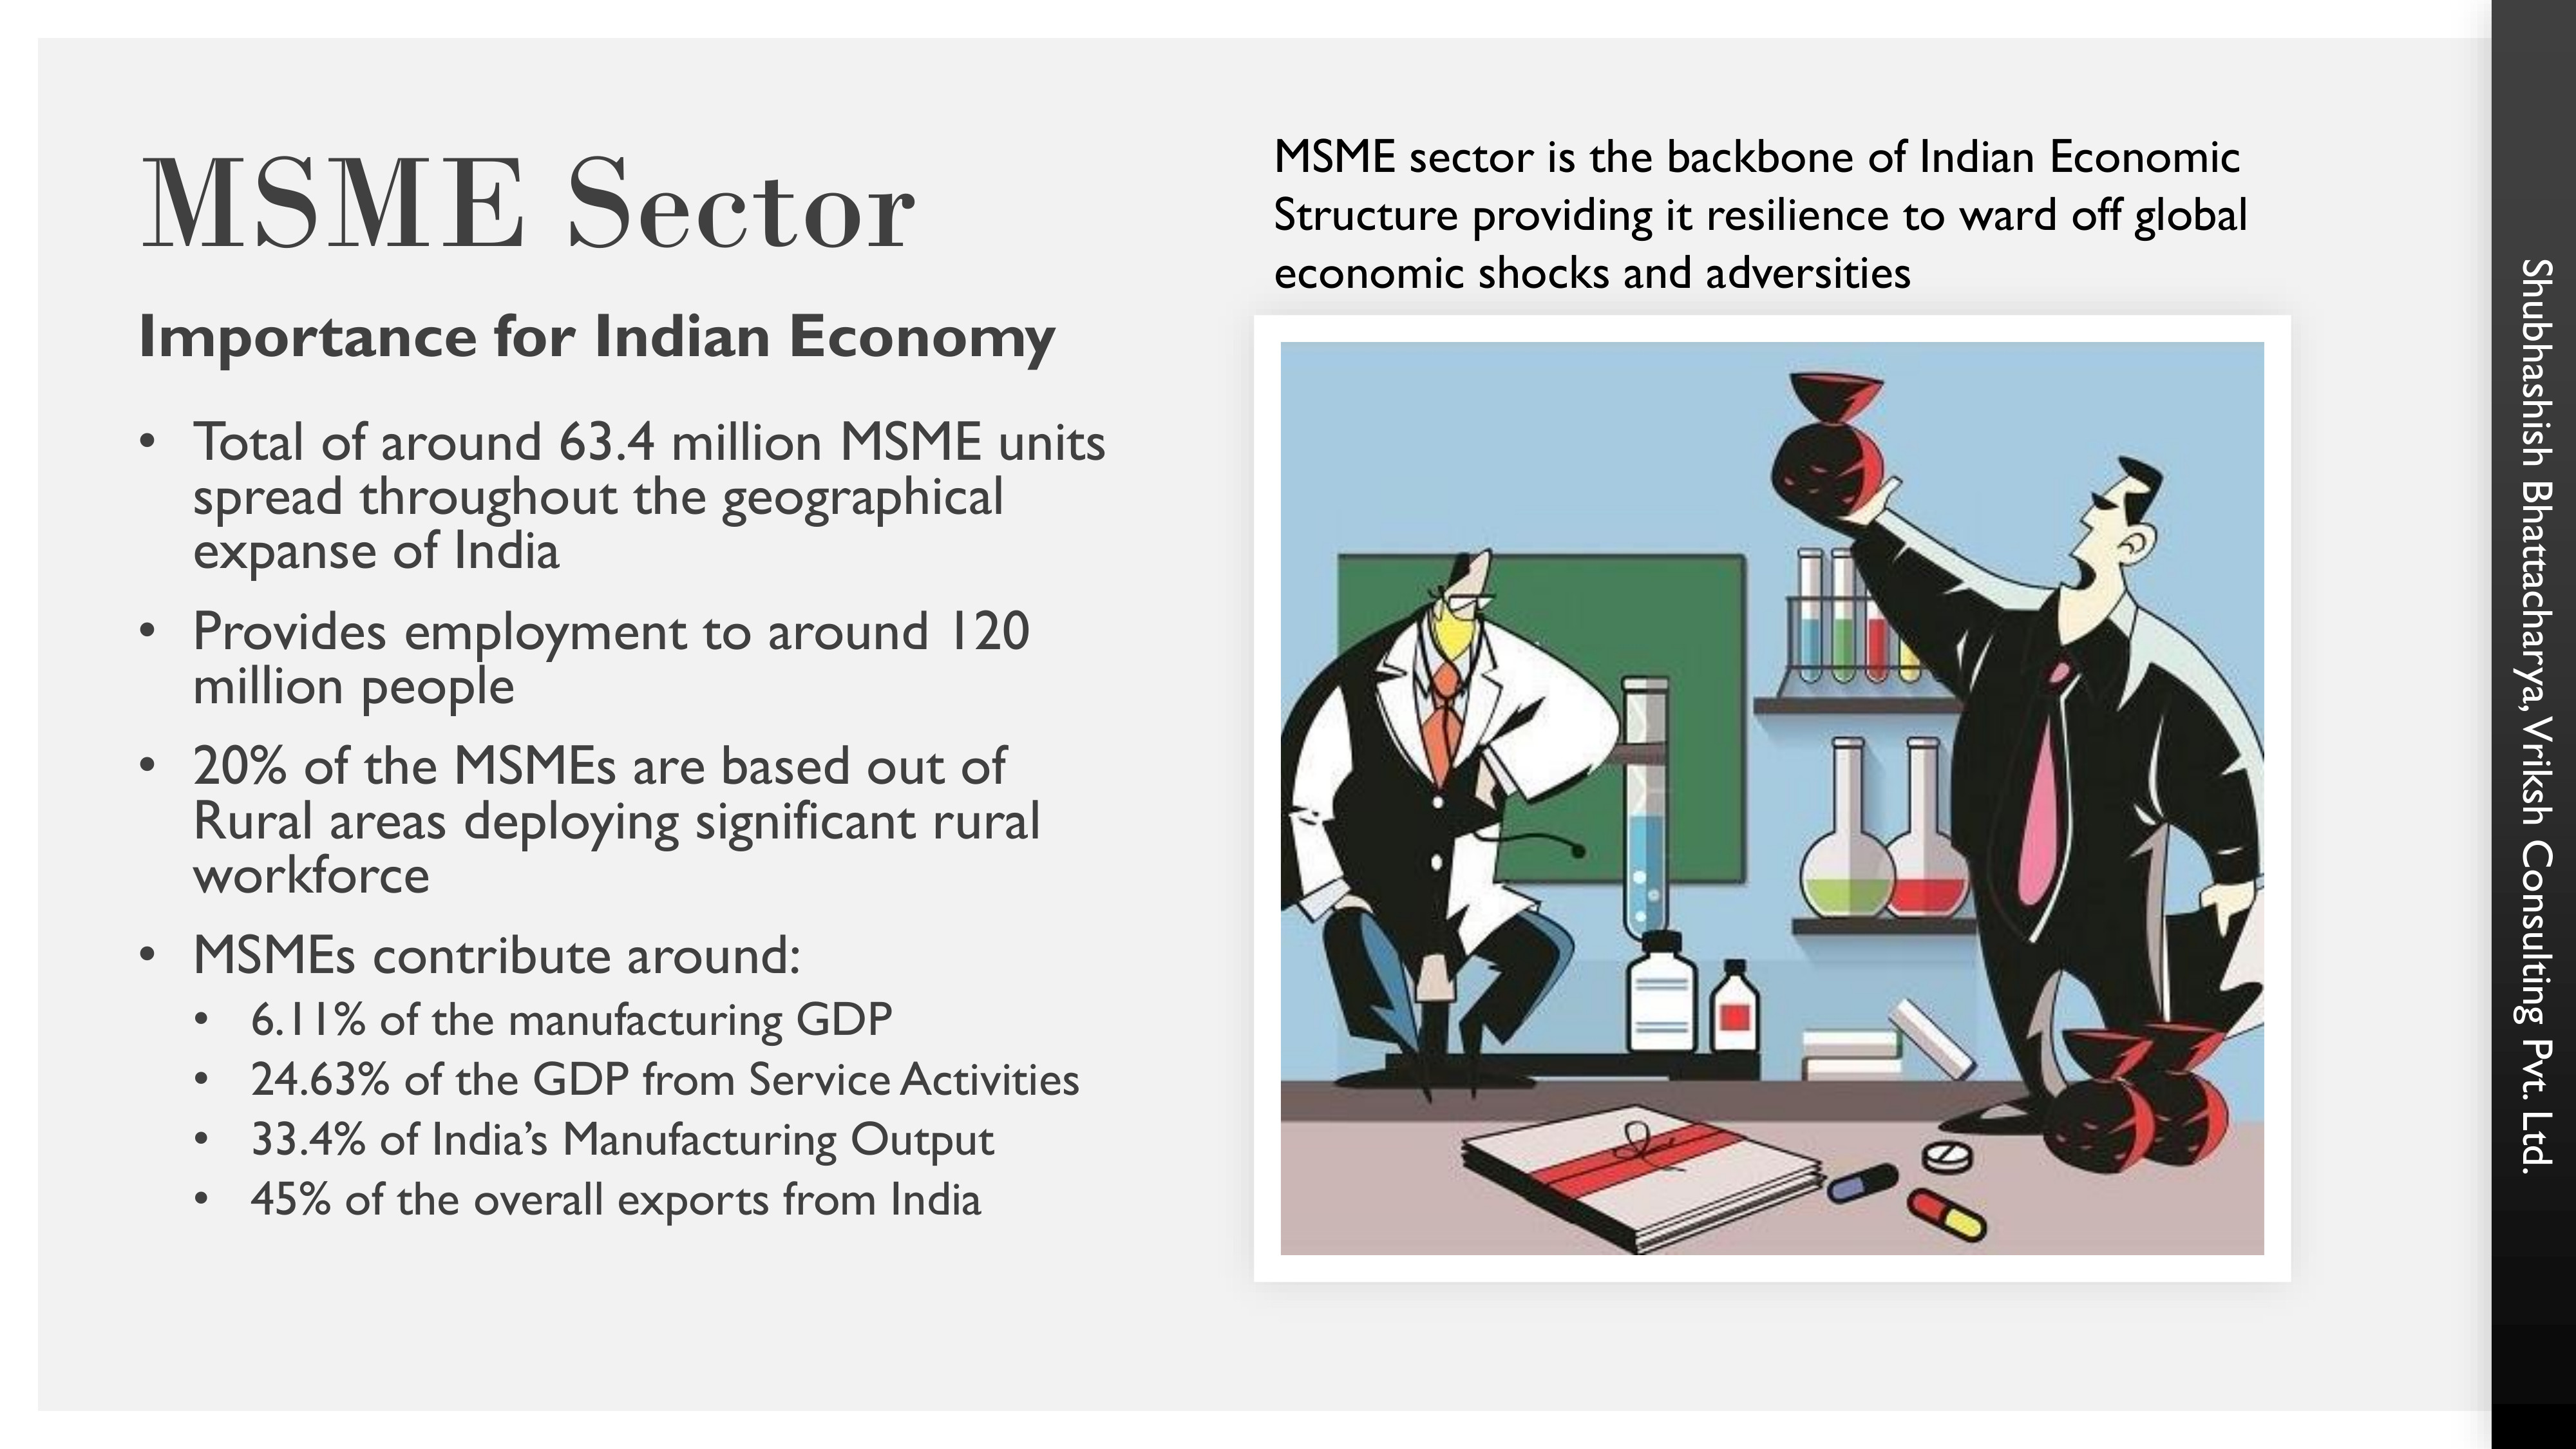 MSME Sector
Importance for Indian Economy
• Total of around 63.4 million MSME units
spread throughout the geographical
expanse of India
• Provides employment to around 120
million people
• 20% of the MSMEs are based out of
Rural areas deploying significant rural
workforce
• MSMEs contribute around:
• 6.11% of the manufacturing GDP
• 24.63% of the GDP from Service Activities
• 33.4% of India’s Manufacturing Output
• 45% of the overall exports from India
MSME sector is the backbone of Indian Economic
Structure providing it resilience to ward off global
economic shocks and adversities
Shubhashish Bhattacharya, Vriksh Consulting Pvt. Ltd.